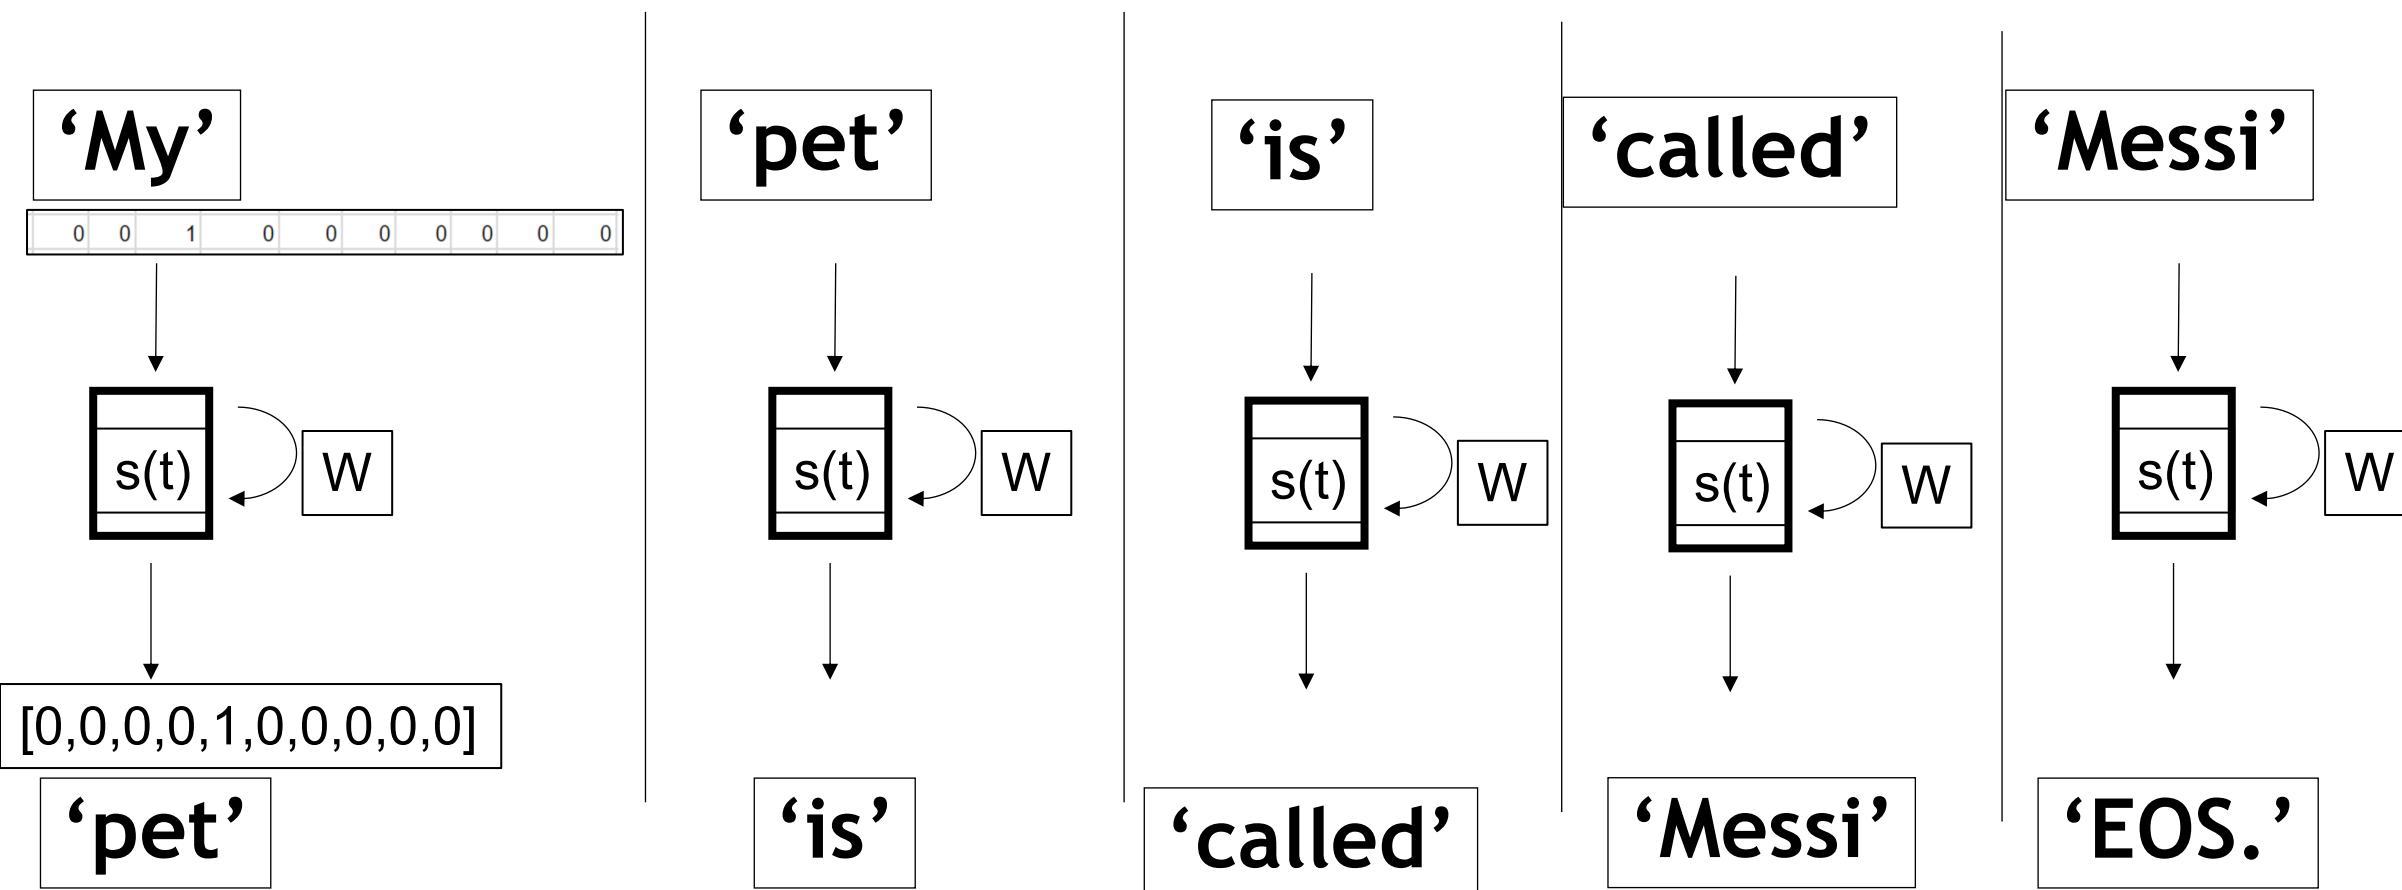 ‘My’
0 0 1 0 0 0 0 0 0 0
s(t)
W
[0,0,0,0,1,0,0,0,0,0]
‘pet’
‘pet’
s(t)
W
‘is’
‘is’
s(t)
W
‘called’
‘called’
s(t)
W
‘Messi’
‘Messi’
s(t)
W
‘EOS.’